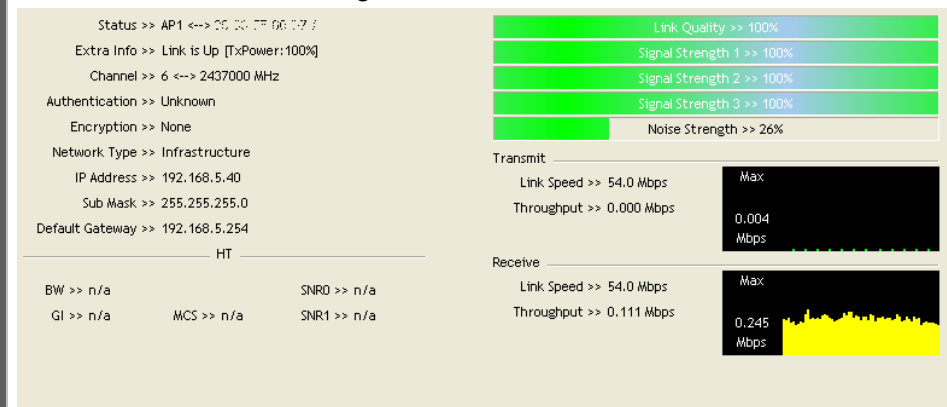 Status >> AP1 <-->
Extra Info >> Link is Up [TxPower:100%]
Channel >> 6 <--> 2437000 MHz
Authentication >> Unknown
Encryption >> None
Network Type >> Infrastructure
IP Address >> 192.168.5.40
Sub Mask >> 255.255.255.0
Default Gateway >> 192.168.5.254
HT
BW >> n/a
SNR0 >> n/a
GI >> n/a
MCS >> n/a
SNR1 >> n/a
Link Quality >> 100%
Signal Strength 1 >> 100%
Signal Strength 2 >> 100%
Signal Strength 3 >> 100%
Noise Strength >> 26%
Transmit
Link Speed >> 54.0 Mbps
Throughput >> 0.000 Mbps
Max
0.004
Mbps
Receive
Link Speed >> 54.0 Mbps
Throughput >> 0.111 Mbps
Max
0.245
Mbps